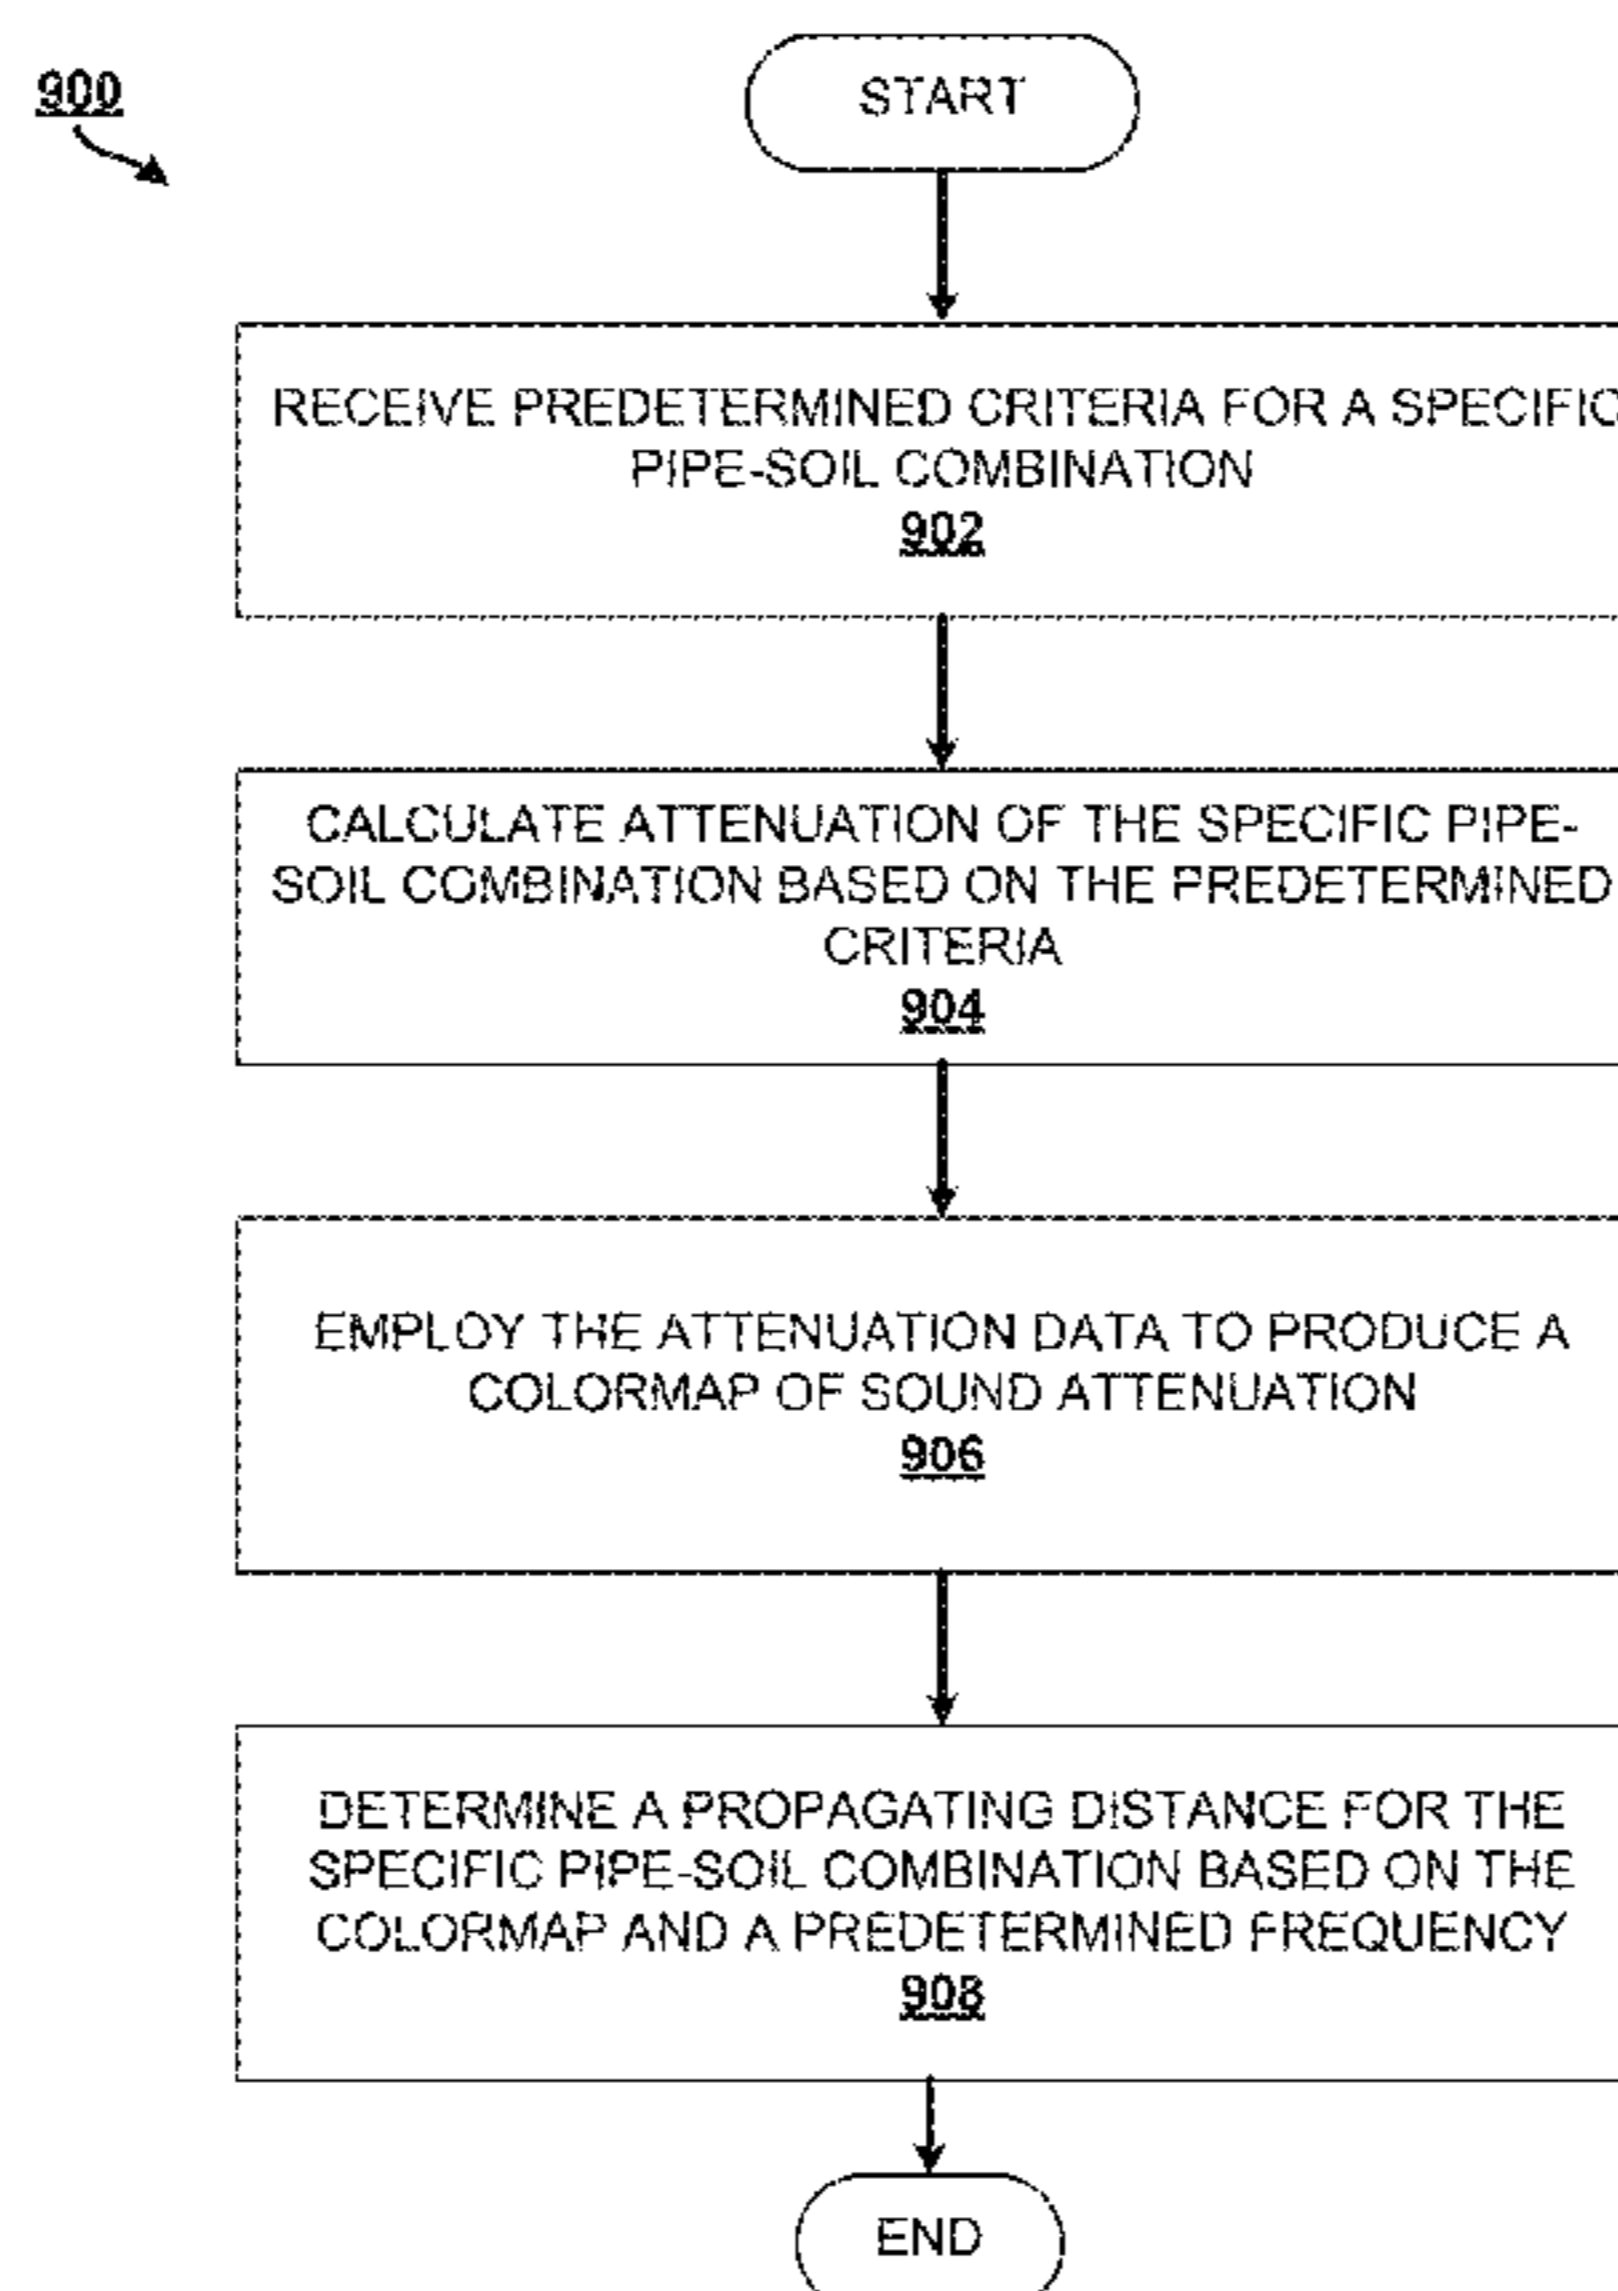 900
START
RECEIVE PREDETERMINED CRITERIA FOR A SPECIFIC
PIPE-SOIL COMBINATION
902
CALCULATE ATTENUATION OF THE SPECIFIC PIPE-
SOIL COMBINATION BASED ON THE PREDETERMINED
CRITERIA
904
EMPLOY THE ATTENUATION DATA TO PRODUCE A
COLORMAP OF SOUND ATTENUATION
906
DETERMINE A PROPAGATING DISTANCE FOR THE
SPECIFIC PIPE-SOIL COMBINATION BASED ON THE
COLORMAP AND A PREDETERMINED FREQUENCY
908
END